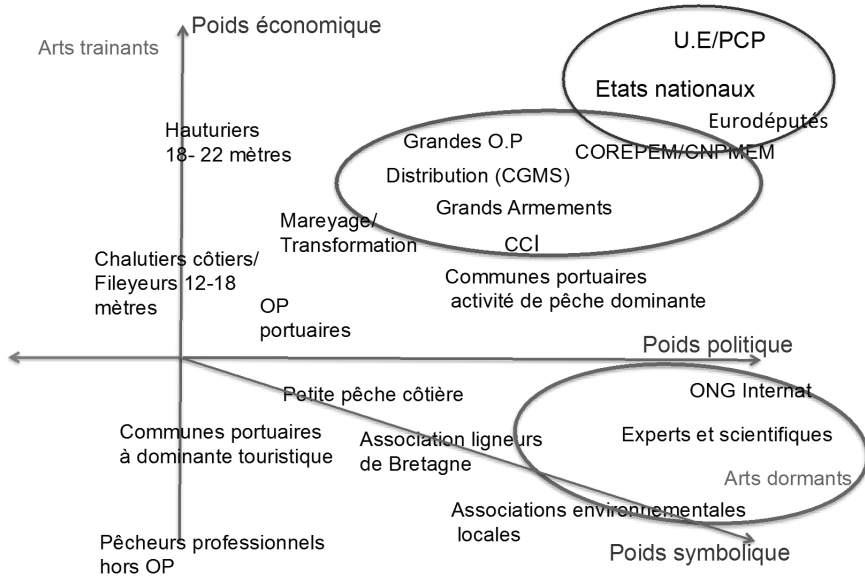 Poids économique
Arts trainants
U.E/PCP
Etats nationaux
Eurodéputés
Hauturiers
18- 22 mètres
Grandes O.P
COREPEM/CNPMEM
Distribution (CGMS)
Grands Armements
Mareyage/
Transformation
CCI
Chalutiers côtiers/
Fileyeurs 12-18
mètres
Communes portuaires
activité de pêche dominante
OP
portuaires
Poids politique
Petite pêche côtière
ONG Internat
Communes portuaires
à dominante touristique
Association ligneurs
de Bretagne
Experts et scientifiques
Arts dormants
Associations environnementales
locales
Pêcheurs professionnels
hors OP
Poids symbolique